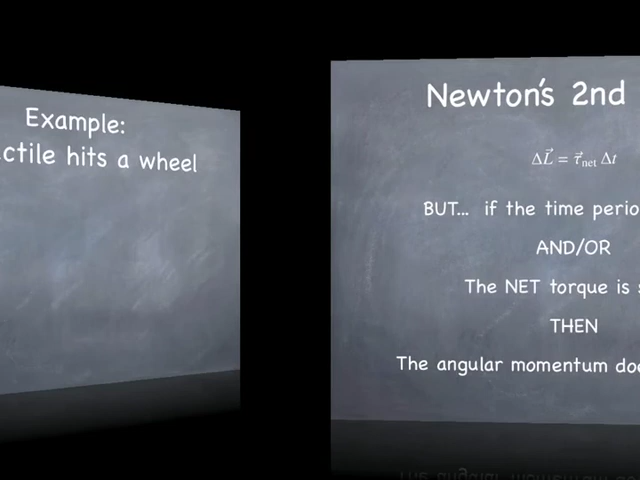 Example:
ctile hits a wheel
Newton's 2nd
ΔL⃗ = τ⃗net Δt
BUT... if the time perio
AND/OR
The NET torque is s
THEN
The angular momentum doe